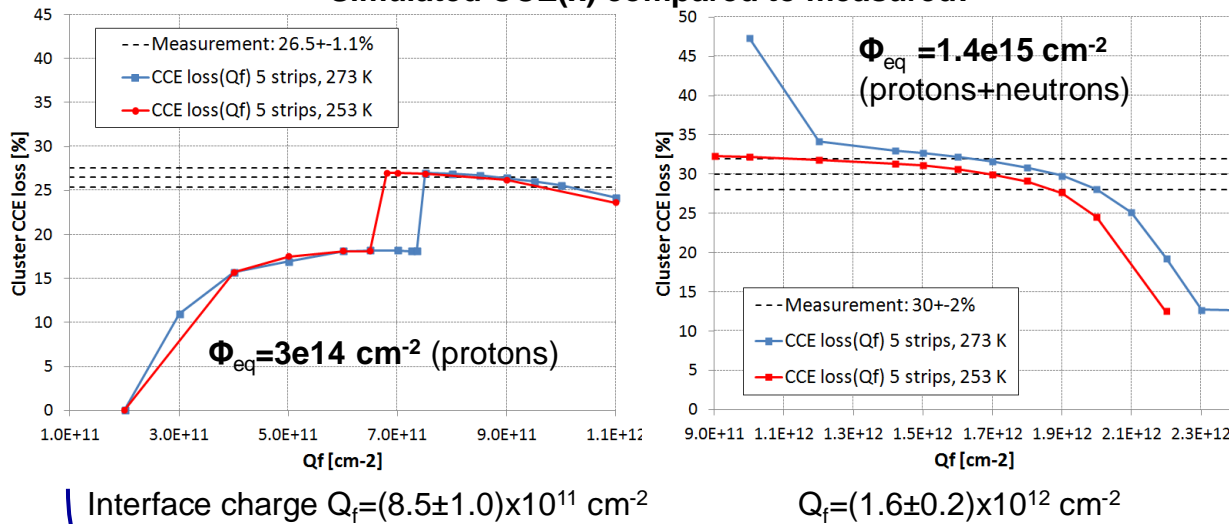 Simulated CCE(x) compared to measured:
45
40
35
30
25
20
15
10
5
0
Cluster CCE loss [%]
Measurement: 26.5+-1.1%
CCE loss(Qf) 5 strips, 273 K
CCE loss(Qf) 5 strips, 253 K
Φeq=3e14 cm-2 (protons)
1.0E+11 3.0E+11 5.0E+11 7.0E+11 9.0E+11 1.1E+12
Qf [cm-2]
50
45
40
35
30
25
20
15
10
5
0
Cluster CCE loss [%]
Φeq =1.4e15 cm-2
(protons+neutrons)
Measurement: 30+-2%
CCE loss(Qf) 5 strips, 273 K
CCE loss(Qf) 5 strips, 253 K
9.0E+11 1.1E+12 1.3E+12 1.5E+12 1.7E+12 1.9E+12 2.1E+12 2.3E+12
Qf [cm-2]
Interface charge Qf=(8.5±1.0)x1011 cm-2
Qf=(1.6±0.2)x1012 cm-2